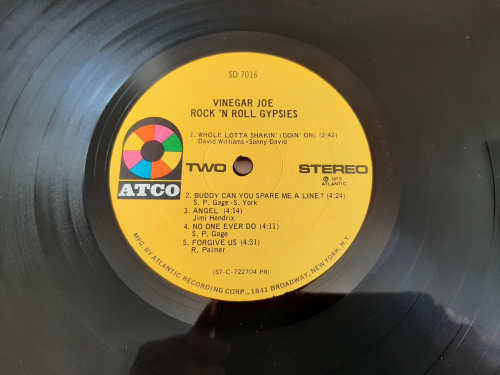 SD 7016
VINEGAR JOE
ROCK 'N ROLL GYPSIES
1. WHOLE LOTTA SHAKIN' (GOIN' ON) (2:42)
David Williams-Sonny David
ATCO
TWO
STEREO
Ⓟ 1972
ATLANTIC
2. BUDDY CAN YOU SPARE ME A LINE? (4:24)
S. P. Gage-S. York
3. ANGEL (4:14)
Jimi Hendrix
4. NO ONE EVER DO (4:11)
S. P. Gage
5. FORGIVE US (4:31)
R. Palmer
(ST-C-722704 PR)
MFG. BY ATLANTIC RECORDING CORP., 1841 BROADWAY, NEW YORK, N.Y.